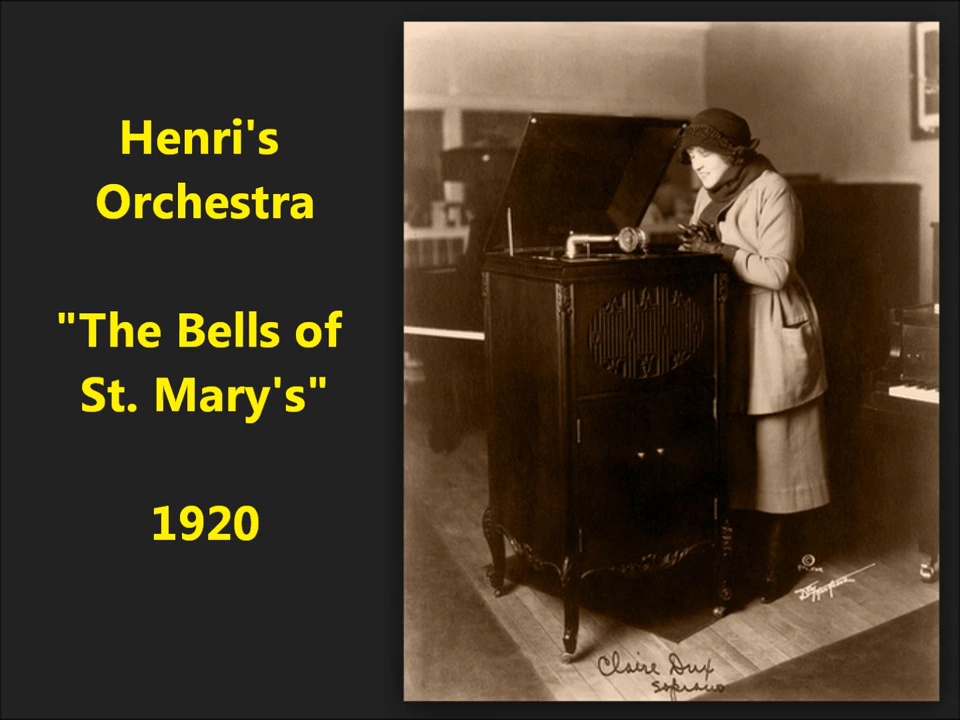 Henri's
Orchestra
"The Bells of
St. Mary's"
1920
Claire Dux
Soprano